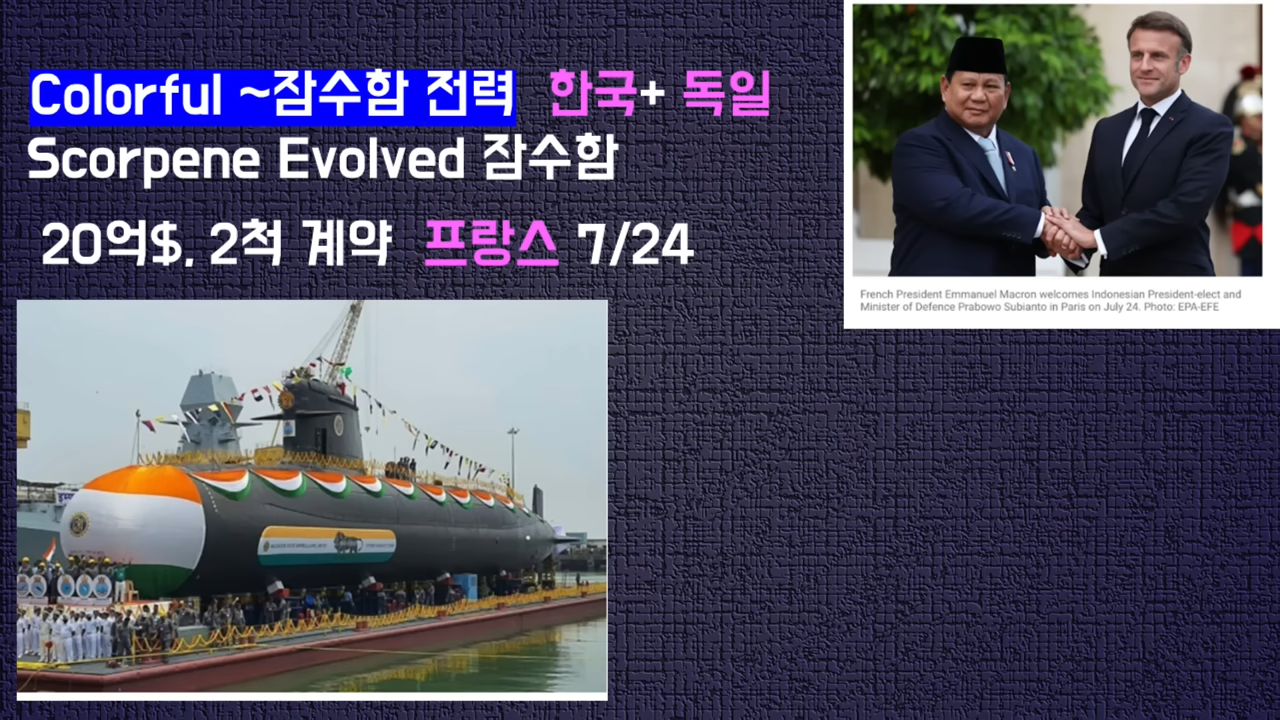 Colorful ~잠수함 전력 한국+ 독일
Scorpene Evolved 잠수함
20억$. 2척 계약 프랑스 7/24
French President Emmanuel Macron welcomes Indonesian President-elect and
Minister of Defence Prabowo Subianto in Paris on July 24. Photo: EPA-EFE